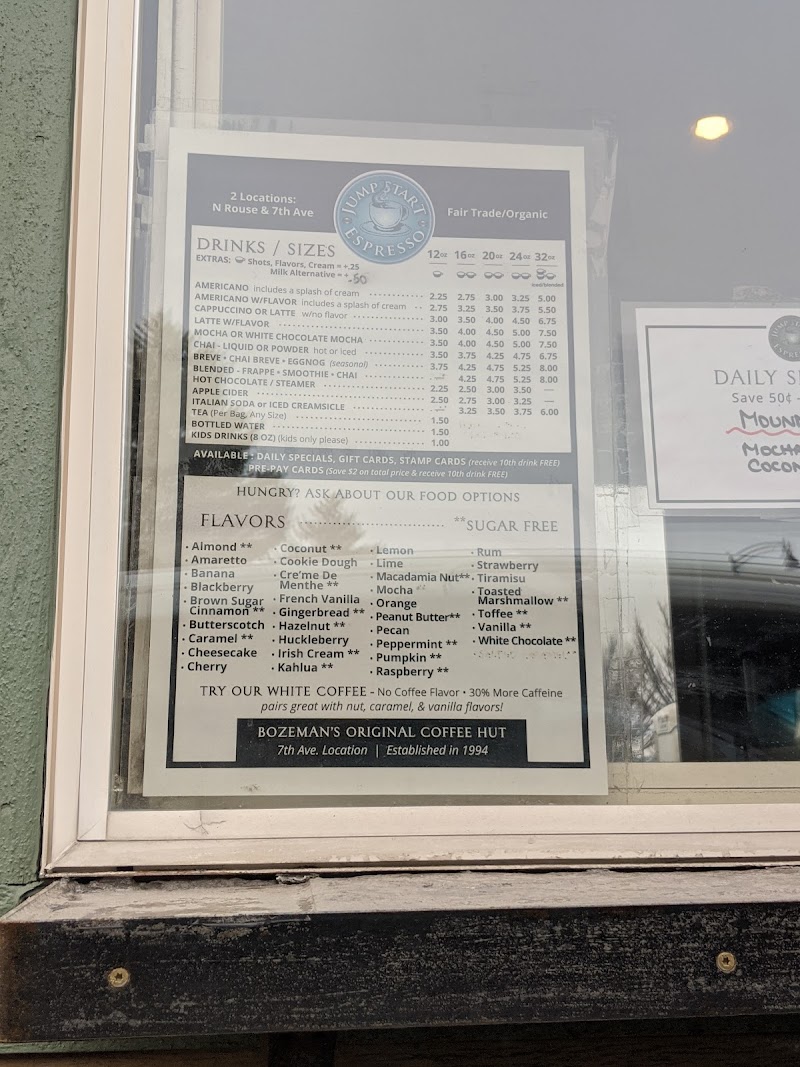 2 Locations:
N Rouse & 7th Ave
JUMP START
ESPRESSO
Fair Trade/Organic
DRINKS / SIZES
12oz 16oz 20oz 24oz 32oz
EXTRAS: Shots, Flavors, Cream = +.25
Milk Alternative = + .50
Iced/blended
AMERICANO includes a splash of cream 2.25 2.75 3.00 3.25 5.00
AMERICANO W/FLAVOR includes a splash of cream 2.75 3.25 3.50 3.75 5.50
CAPPUCCINO OR LATTE w/no flavor 3.00 3.50 4.00 4.50 6.75
LATTE W/FLAVOR 3.50 4.00 4.50 5.00 7.50
MOCHA OR WHITE CHOCOLATE MOCHA 3.50 4.00 4.50 5.00 7.50
CHAI - LIQUID OR POWDER hot or iced 3.50 3.75 4.25 4.75 6.75
BREVE • CHAI BREVE • EGGNOG (seasonal) 3.75 4.25 4.75 5.25 8.00
BLENDED - FRAPPE • SMOOTHIE • CHAI — 4.25 4.75 5.25 8.00
HOT CHOCOLATE / STEAMER 2.25 2.50 3.00 3.50 —
APPLE CIDER 2.50 2.75 3.00 3.25 —
ITALIAN SODA or ICED CREAMSICLE — 3.25 3.50 3.75 6.00
TEA (Per Bag, Any Size) 1.50
BOTTLED WATER 1.50
KIDS DRINKS (8 OZ) (kids only please) 1.00
AVAILABLE: DAILY SPECIALS, GIFT CARDS, STAMP CARDS (receive 10th drink FREE)
PRE-PAY CARDS (Save $2 on total price & receive 10th drink FREE)
HUNGRY? ASK ABOUT OUR FOOD OPTIONS
FLAVORS **SUGAR FREE
• Almond **
• Amaretto
• Banana
• Blackberry
• Brown Sugar
Cinnamon **
• Butterscotch
• Caramel **
• Cheesecake
• Cherry
• Coconut **
• Cookie Dough
• Cre'me De
Menthe **
• French Vanilla
• Gingerbread **
• Hazelnut **
• Huckleberry
• Irish Cream **
• Kahlua **
• Lemon
• Lime
• Macadamia Nut**
• Mocha **
• Orange
• Peanut Butter**
• Pecan
• Peppermint **
• Pumpkin **
• Raspberry **
• Rum
• Strawberry
• Tiramisu
• Toasted
Marshmallow **
• Toffee **
• Vanilla **
• White Chocolate **
TRY OUR WHITE COFFEE - No Coffee Flavor • 30% More Caffeine
pairs great with nut, caramel, & vanilla flavors!
BOZEMAN'S ORIGINAL COFFEE HUT
7th Ave. Location | Established in 1994
DAILY
Save 50¢